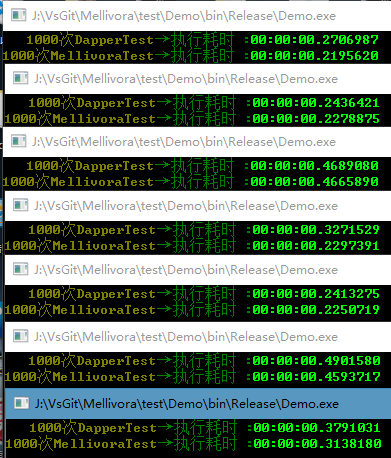 J:\VsGit\Mellivora\test\Demo\bin\Release\Demo.exe
1000次DapperTest→执行耗时 :00:00:00.2706987
1000次MellivoraTest→执行耗时 :00:00:00.2195620
J:\VsGit\Mellivora\test\Demo\bin\Release\Demo.exe
1000次DapperTest→执行耗时 :00:00:00.2436421
1000次MellivoraTest→执行耗时 :00:00:00.2278875
J:\VsGit\Mellivora\test\Demo\bin\Release\Demo.exe
1000次DapperTest→执行耗时 :00:00:00.4689080
1000次MellivoraTest→执行耗时 :00:00:00.4665890
J:\VsGit\Mellivora\test\Demo\bin\Release\Demo.exe
1000次DapperTest→执行耗时 :00:00:00.3271529
1000次MellivoraTest→执行耗时 :00:00:00.2297391
J:\VsGit\Mellivora\test\Demo\bin\Release\Demo.exe
1000次DapperTest→执行耗时 :00:00:00.2413275
1000次MellivoraTest→执行耗时 :00:00:00.2250719
J:\VsGit\Mellivora\test\Demo\bin\Release\Demo.exe
1000次DapperTest→执行耗时 :00:00:00.4901580
1000次MellivoraTest→执行耗时 :00:00:00.4593717
J:\VsGit\Mellivora\test\Demo\bin\Release\Demo.exe
1000次DapperTest→执行耗时 :00:00:00.3791031
1000次MellivoraTest→执行耗时 :00:00:00.3138180